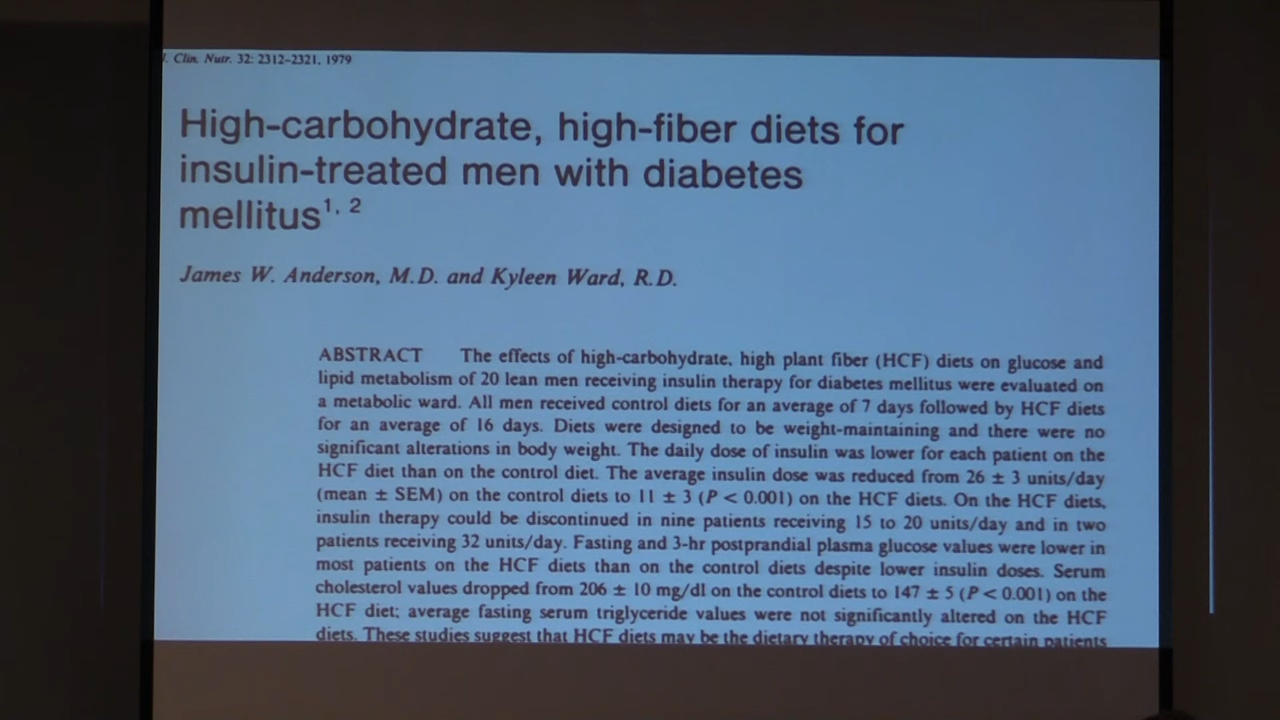 J. Clin. Nutr. 32: 2312-2321, 1979
High-carbohydrate, high-fiber diets for
insulin-treated men with diabetes
mellitus1, 2
James W. Anderson, M.D. and Kyleen Ward, R.D.
ABSTRACT The effects of high-carbohydrate, high plant fiber (HCF) diets on glucose and
lipid metabolism of 20 lean men receiving insulin therapy for diabetes mellitus were evaluated on
a metabolic ward. All men received control diets for an average of 7 days followed by HCF diets
for an average of 16 days. Diets were designed to be weight-maintaining and there were no
significant alterations in body weight. The daily dose of insulin was lower for each patient on the
HCF diet than on the control diet. The average insulin dose was reduced from 26 ± 3 units/day
(mean ± SEM) on the control diets to 11 ± 3 (P < 0.001) on the HCF diets. On the HCF diets,
insulin therapy could be discontinued in nine patients receiving 15 to 20 units/day and in two
patients receiving 32 units/day. Fasting and 3-hr postprandial plasma glucose values were lower in
most patients on the HCF diets than on the control diets despite lower insulin doses. Serum
cholesterol values dropped from 206 ± 10 mg/dl on the control diets to 147 ± 5 (P < 0.001) on the
HCF diet; average fasting serum triglyceride values were not significantly altered on the HCF
diets. These studies suggest that HCF diets may be the dietary therapy of choice for certain patients